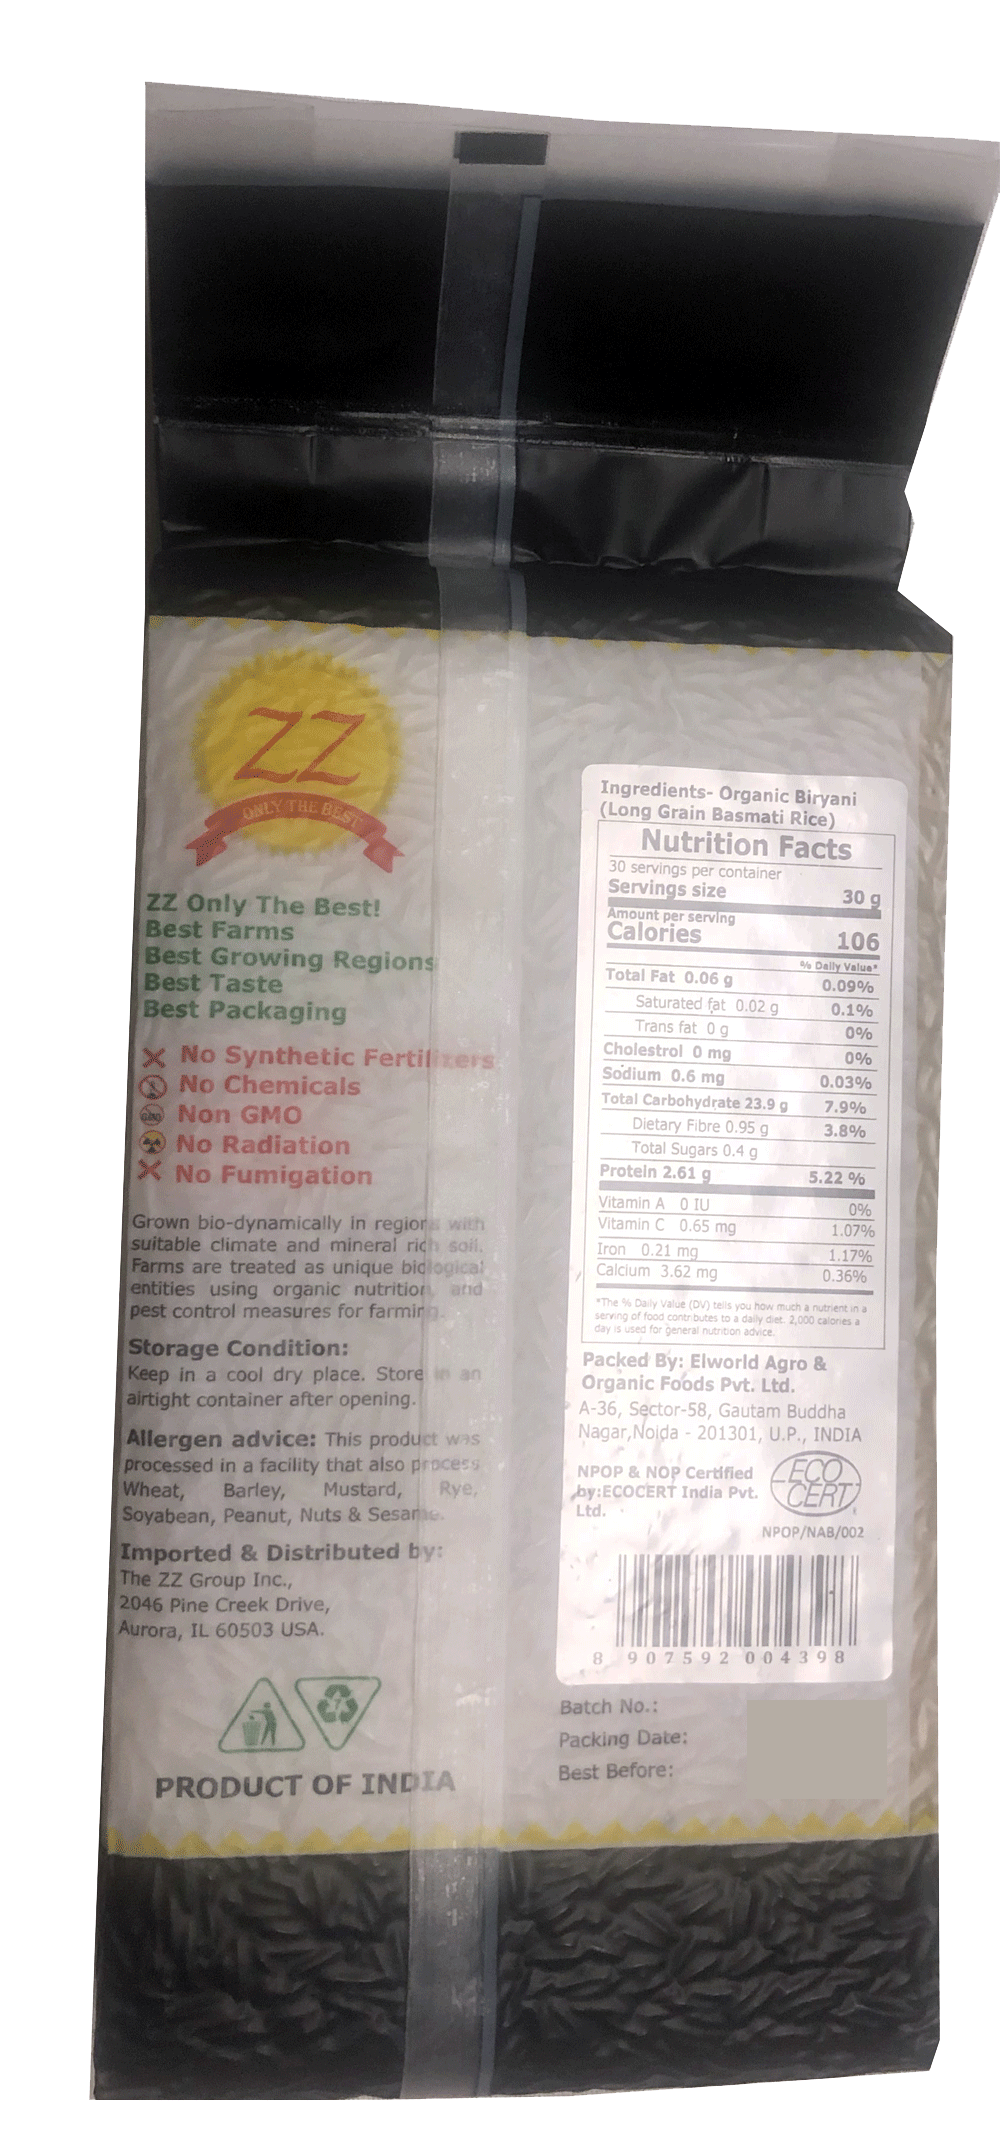 ZZ
ONLY THE BEST
ZZ Only The Best!
Best Farms
Best Growing Regions
Best Taste
Best Packaging
No Synthetic Fertilizers
No Chemicals
Non GMO
No Radiation
No Fumigation
Grown bio-dynamically in regions with
suitable climate and mineral rich soil.
Farms are treated as unique biological
entities using organic nutrition and
pest control measures for farming.
Storage Condition:
Keep in a cool dry place. Store in an
airtight container after opening.
Allergen advice: This product was
processed in a facility that also process
Wheat, Barley, Mustard, Rye,
Soyabean, Peanut, Nuts & Sesame.
Imported & Distributed by:
The ZZ Group Inc.,
2046 Pine Creek Drive,
Aurora, IL 60503 USA.
7
PRODUCT OF INDIA
Ingredients- Organic Biryani
(Long Grain Basmati Rice)
Nutrition Facts
30 servings per container
Servings size 30 g
Amount per serving
Calories 106
% Daily Value*
Total Fat 0.06 g 0.09%
Saturated fat 0.02 g 0.1%
Trans fat 0 g 0%
Cholestrol 0 mg 0%
Sodium 0.6 mg 0.03%
Total Carbohydrate 23.9 g 7.9%
Dietary Fibre 0.95 g 3.8%
Total Sugars 0.4 g
Protein 2.61 g 5.22 %
Vitamin A 0 IU 0%
Vitamin C 0.65 mg 1.07%
Iron 0.21 mg 1.17%
Calcium 3.62 mg 0.36%
*The % Daily Value (DV) tells you how much a nutrient in a
serving of food contributes to a daily diet. 2,000 calories a
day is used for general nutrition advice.
Packed By: Elworld Agro &
Organic Foods Pvt. Ltd.
A-36, Sector-58, Gautam Buddha
Nagar,Noida - 201301, U.P., INDIA
NPOP & NOP Certified
by:ECOCERT India Pvt.
Ltd.
ECO
CERT
NPOP/NAB/002
8 907592 004398
Batch No.:
Packing Date:
Best Before: